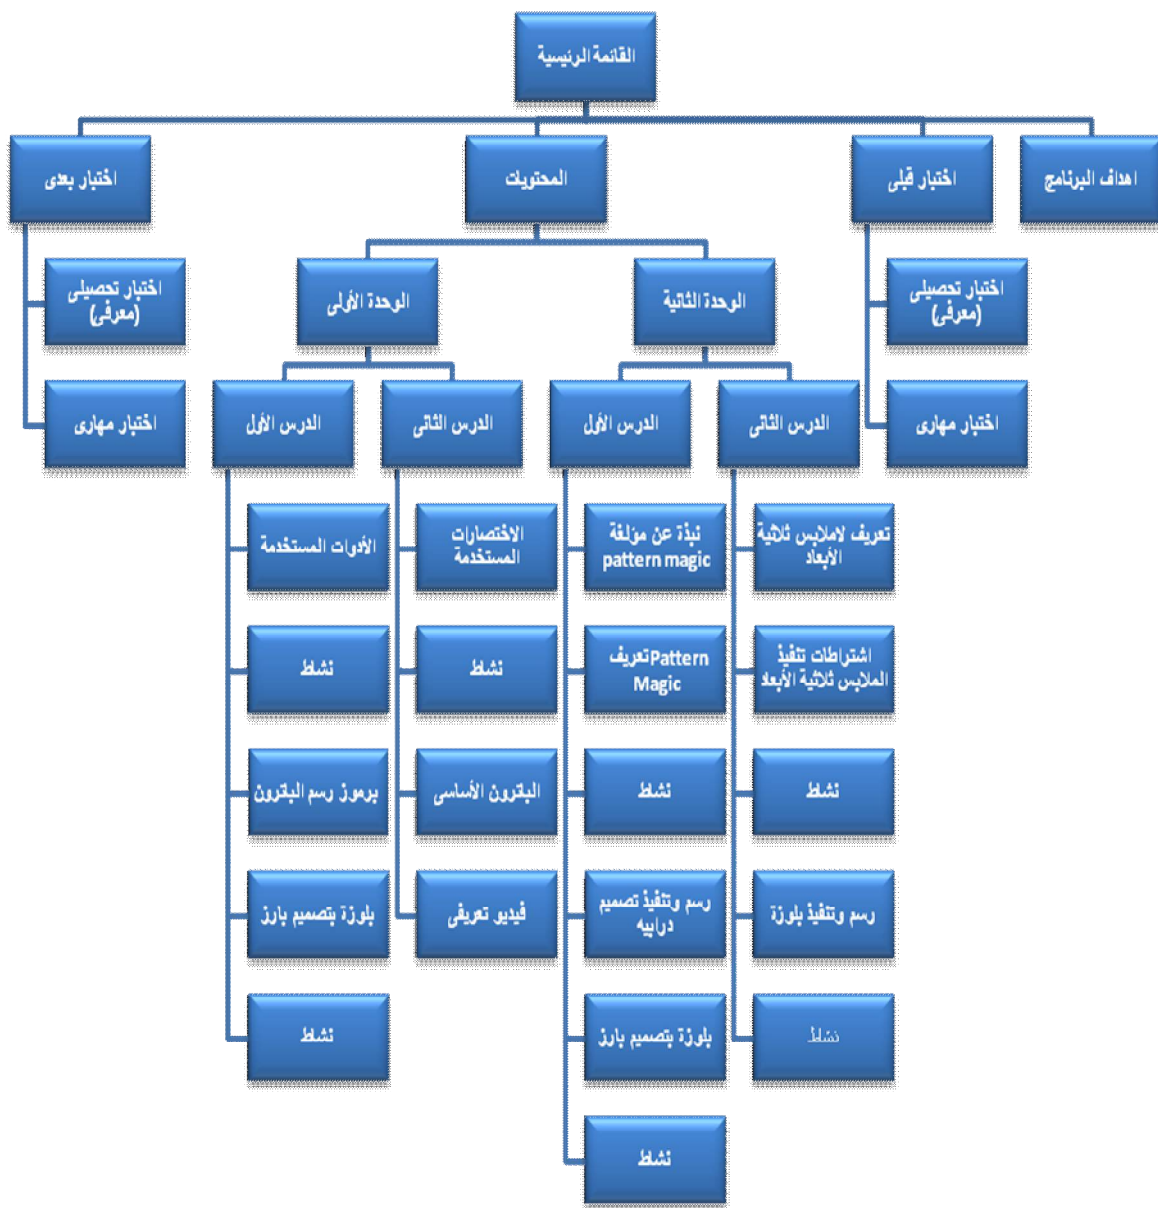 القائمة الرئيسية
اهداف البرنامج
اختبار قبلى
المحتويات
اختبار بعدى
اختبار تحصيلى
(معرفى)
الوحدة الثانية
الوحدة الأولى
اختبار تحصيلى
(معرفى)
اختبار مهارى
الدرس الثانى
الدرس الأول
الدرس الثانى
الدرس الأول
اختبار مهارى
تعريف لاملابس ثلاثية
الأبعاد
نبذة عن مؤلفة
pattern magic
الاختصارات
المستخدمة
الأدوات المستخدمة
اشتراطات تنفيذ
الملابس ثلاثية الأبعاد
تعريفPattern
Magic
نشاط
نشاط
نشاط
نشاط
الباترون الأساسى
برموز رسم الباترون
رسم وتنفيذ بلوزة
رسم وتنفيذ تصميم
درابيه
فيديو تعريفى
بلوزة بتصميم بارز
نشاط
بلوزة بتصميم بارز
نشاط
نشاط